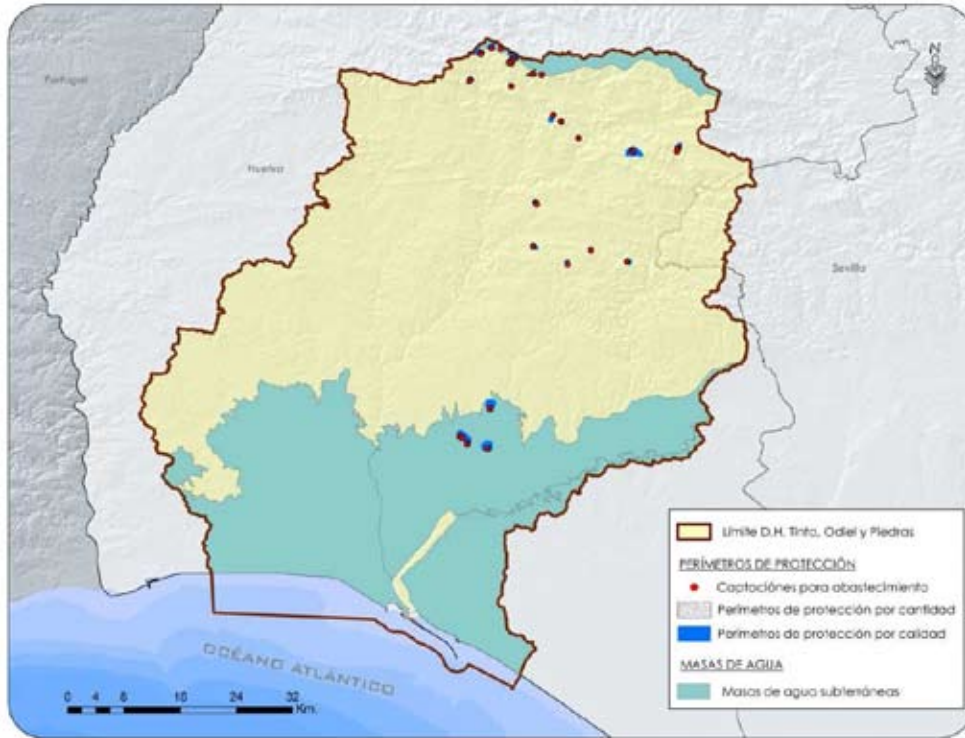 N
Portugal
Huelva
Sevilla
OCÉANO ATLÁNTICO
0 4 8 16 24 32
Km.
Límite D.H. Tinto, Odiel y Piedras
PERÍMETROS DE PROTECCIÓN
Captaciónes para abastecimiento
Perímetros de protección por cantidad
Perímetros de protección por calidad
MASAS DE AGUA
Masas de agua subterráneas